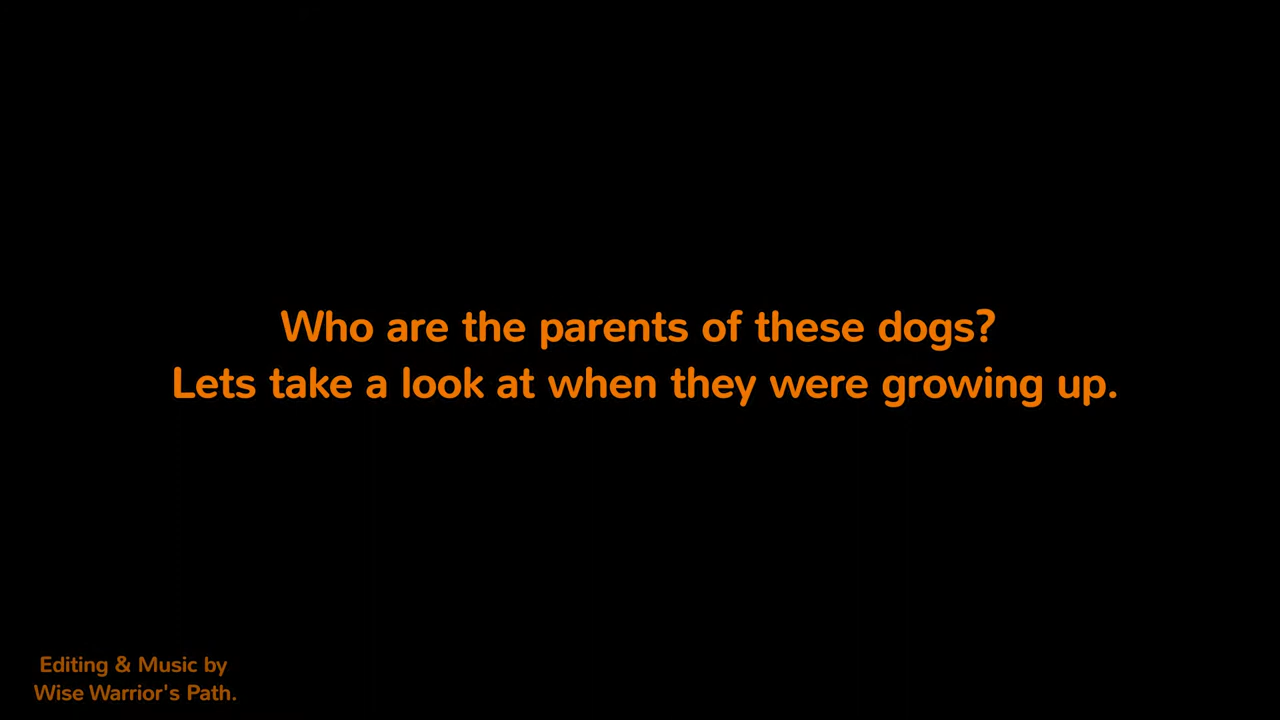 Who are the parents of these dogs?
Lets take a look at when they were growing up.
Editing & Music by
Wise Warrior's Path.